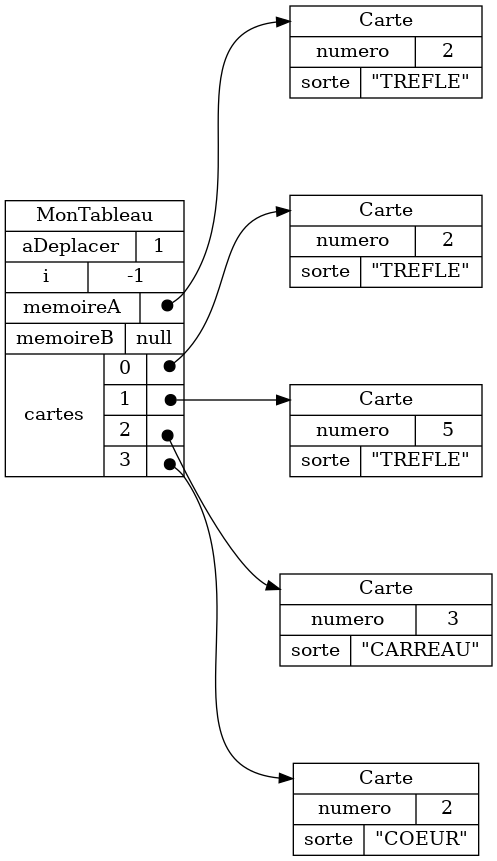 MonTableau
aDeplacer 1
i -1
memoireA
memoireB null
cartes
0
1
2
3
Carte
numero 2
sorte "TREFLE"
Carte
numero 2
sorte "TREFLE"
Carte
numero 5
sorte "TREFLE"
Carte
numero 3
sorte "CARREAU"
Carte
numero 2
sorte "COEUR"